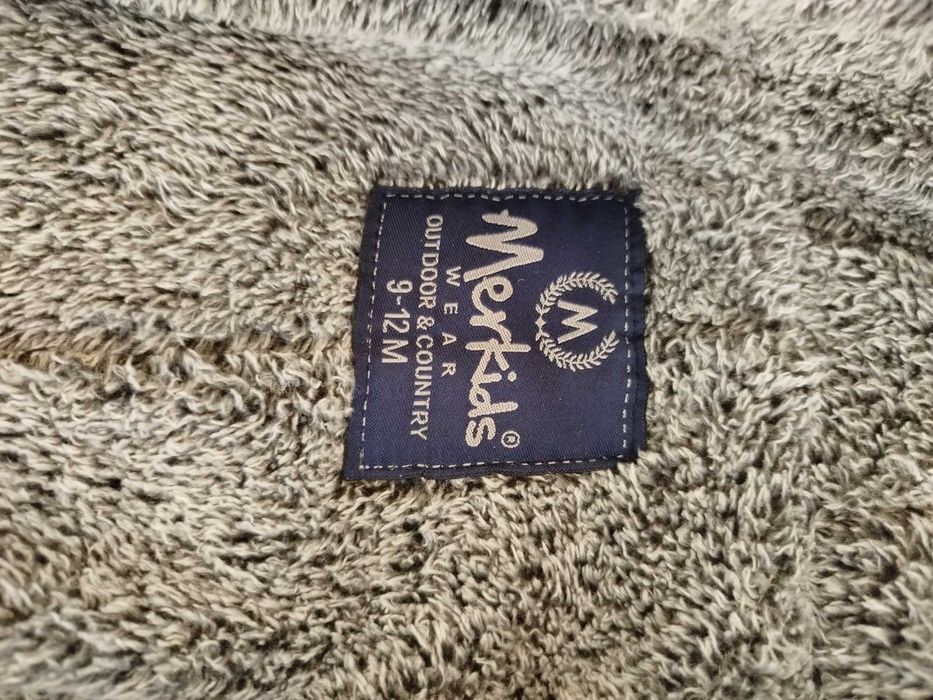 M
Merkids®
WEAR
OUTDOOR & COUNTRY
9-12M